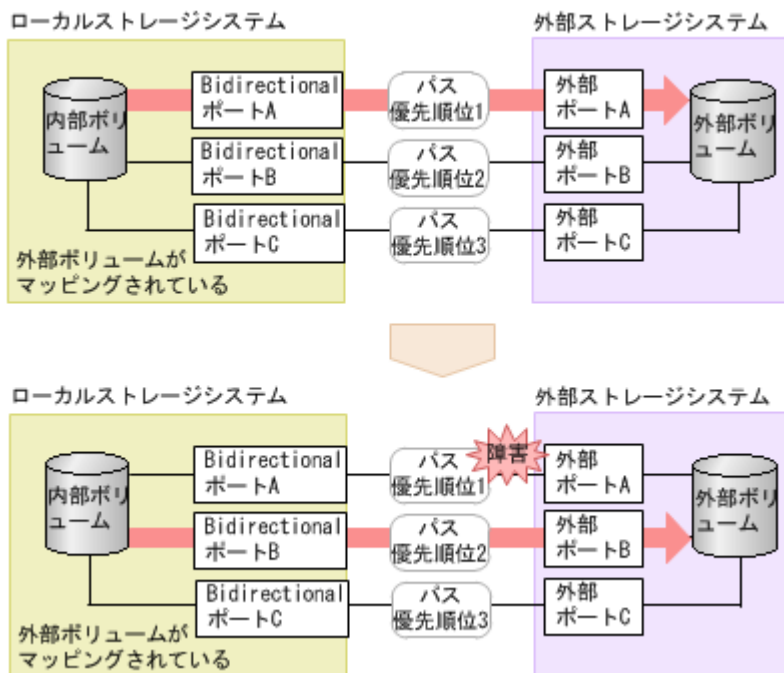 ローカルストレージシステム
外部ストレージシステム
内部ボリ
ューム
Bidirectional
ポートA
パス
優先順位1
外部
ポートA
外部ボリ
ューム
Bidirectional
ポートB
パス
優先順位2
外部
ポートB
Bidirectional
ポートC
パス
優先順位3
外部
ポートC
外部ボリュームが
マッピングされている
ローカルストレージシステム
外部ストレージシステム
内部ボリ
ューム
Bidirectional
ポートA
パス
優先順位1
障害
外部
ポートA
外部ボリ
ューム
Bidirectional
ポートB
パス
優先順位2
外部
ポートB
Bidirectional
ポートC
パス
優先順位3
外部
ポートC
外部ボリュームが
マッピングされている